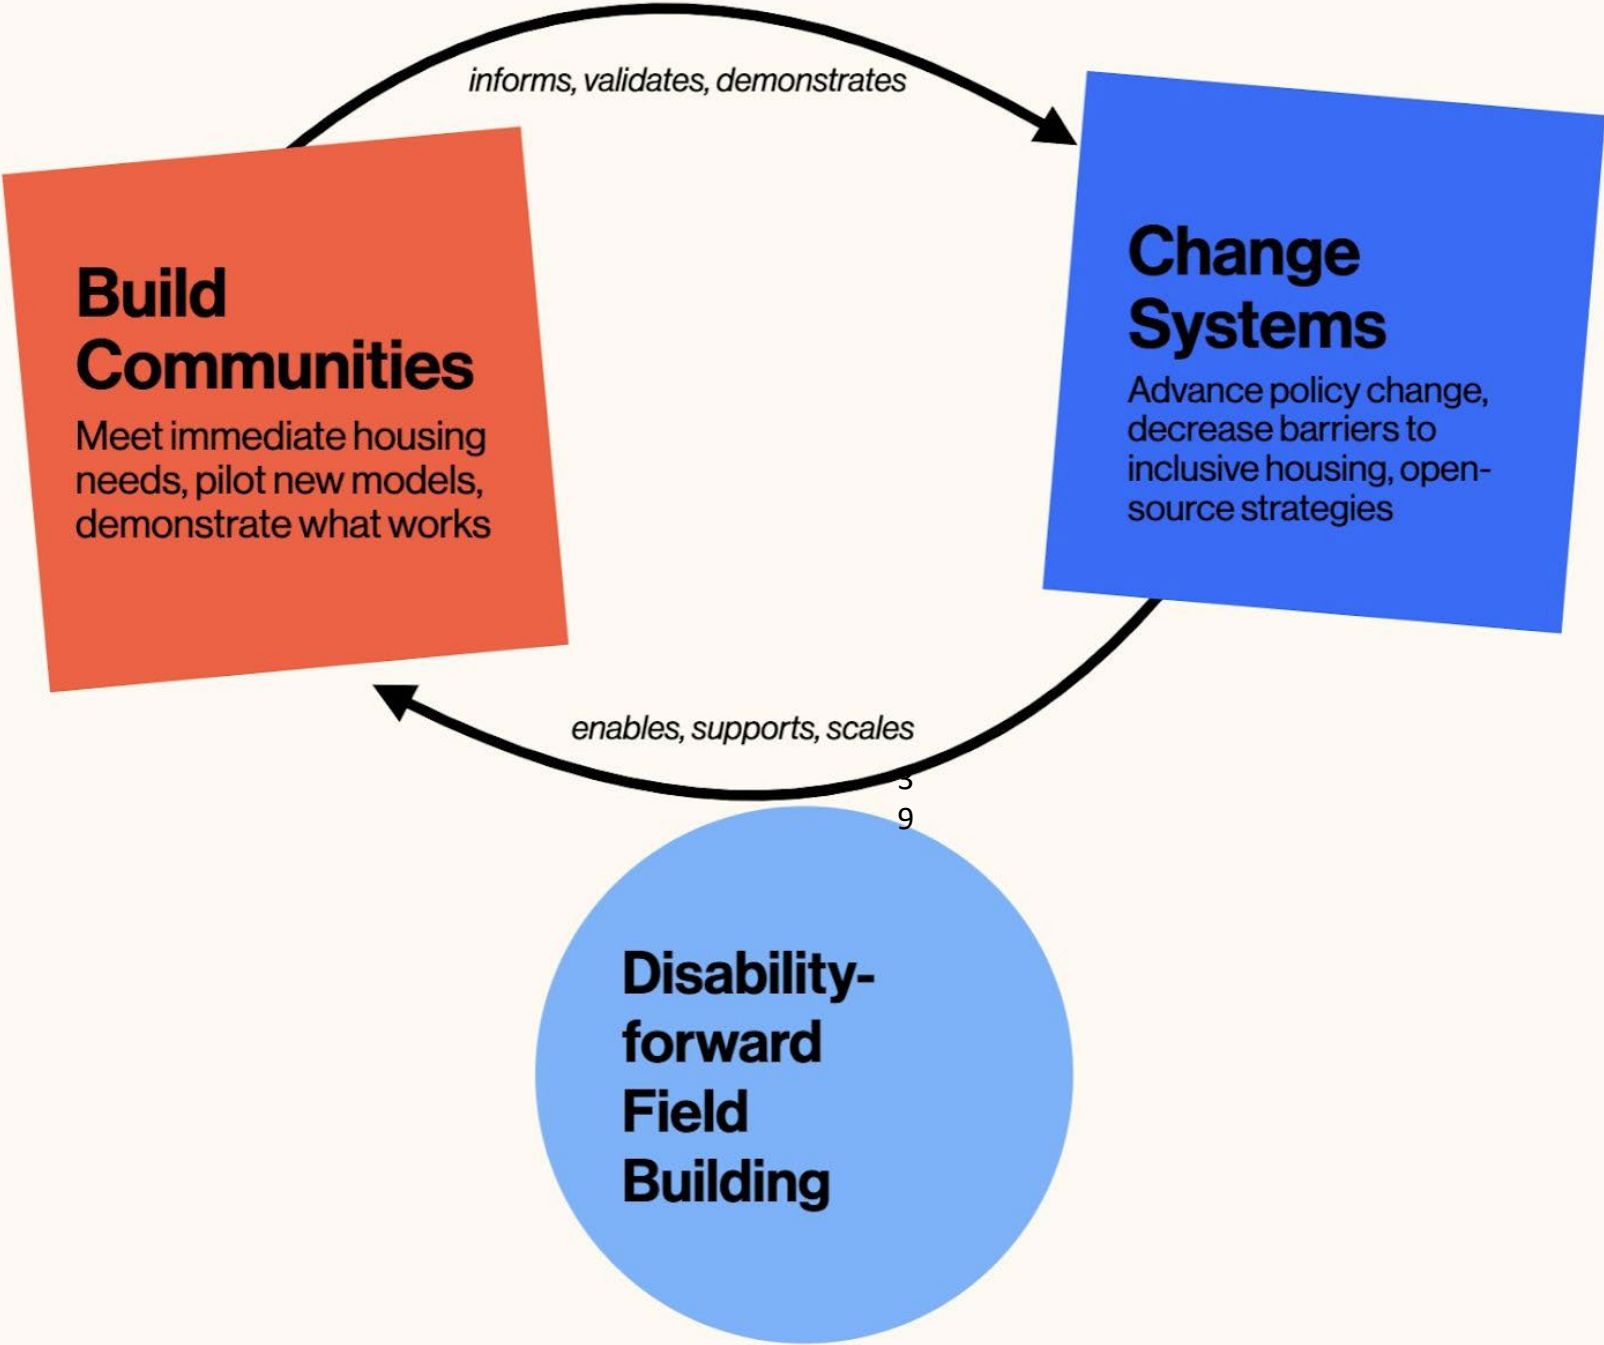 informs, validates, demonstrates
Build
Communities
Meet immediate housing
needs, pilot new models,
demonstrate what works
Change
Systems
Advance policy change,
decrease barriers to
inclusive housing, open-
source strategies
enables, supports, scales
3
9
Disability-
forward
Field
Building